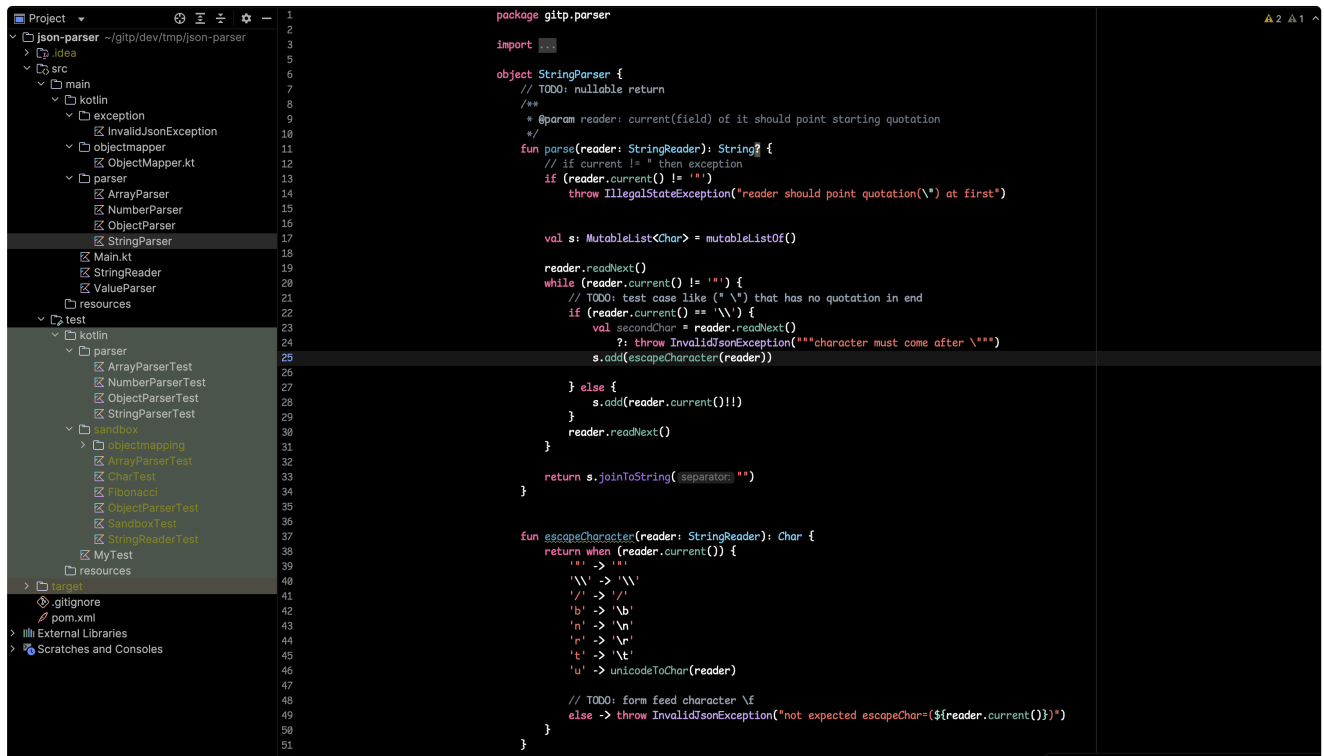 Project
json-parser ~/gitp/dev/tmp/json-parser
.idea
src
main
kotlin
exception
InvalidJsonException
objectmapper
ObjectMapper.kt
parser
ArrayParser
NumberParser
ObjectParser
StringParser
Main.kt
StringReader
ValueParser
resources
test
kotlin
parser
ArrayParserTest
NumberParserTest
ObjectParserTest
StringParserTest
sandbox
objectmapping
ArrayParserTest
CharTest
Fibonacci
ObjectParserTest
SandboxTest
StringReaderTest
MyTest
resources
target
.gitignore
pom.xml
External Libraries
Scratches and Consoles
1 package gitp.parser
2
3 import ...
5
6 object StringParser {
7 // TODO: nullable return
8 /**
9 * @param reader: current(field) of it should point starting quotation
10 */
11 fun parse(reader: StringReader): String? {
12 // if current != " then exception
13 if (reader.current() != '"')
14 throw IllegalStateException("reader should point quotation(\") at first")
15
16
17 val s: MutableList<Char> = mutableListOf()
18
19 reader.readNext()
20 while (reader.current() != '"') {
21 // TODO: test case like (" \") that has no quotation in end
22 if (reader.current() == '\\') {
23 val secondChar = reader.readNext()
24 ?: throw InvalidJsonException("""character must come after \""")
25 s.add(escapeCharacter(reader))
26
27 } else {
28 s.add(reader.current()!!)
29 }
30 reader.readNext()
31 }
32
33 return s.joinToString( separator: "")
34 }
35
36
37 fun escapeCharacter(reader: StringReader): Char {
38 return when (reader.current()) {
39 '"' -> '"'
40 '\\' -> '\\'
41 '/' -> '/'
42 'b' -> '\b'
43 'n' -> '\n'
44 'r' -> '\r'
45 't' -> '\t'
46 'u' -> unicodeToChar(reader)
47
48 // TODO: form feed character \f
49 else -> throw InvalidJsonException("not expected escapeChar=(${reader.current()})")
50 }
51 }
2 1